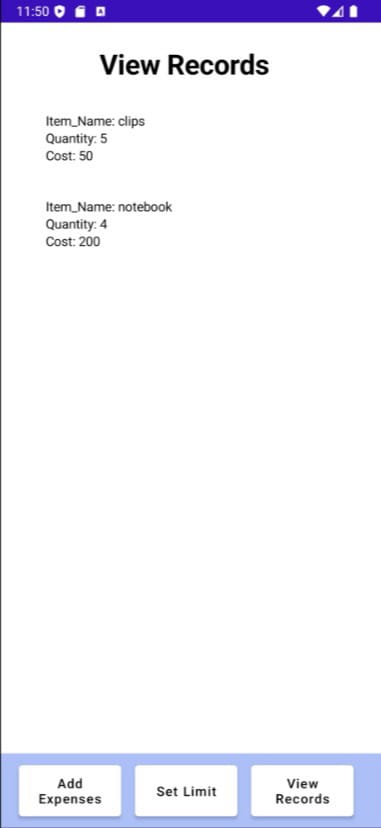 11:50
View Records
Item_Name: clips
Quantity: 5
Cost: 50
Item_Name: notebook
Quantity: 4
Cost: 200
Add
Expenses
Set Limit
View
Records